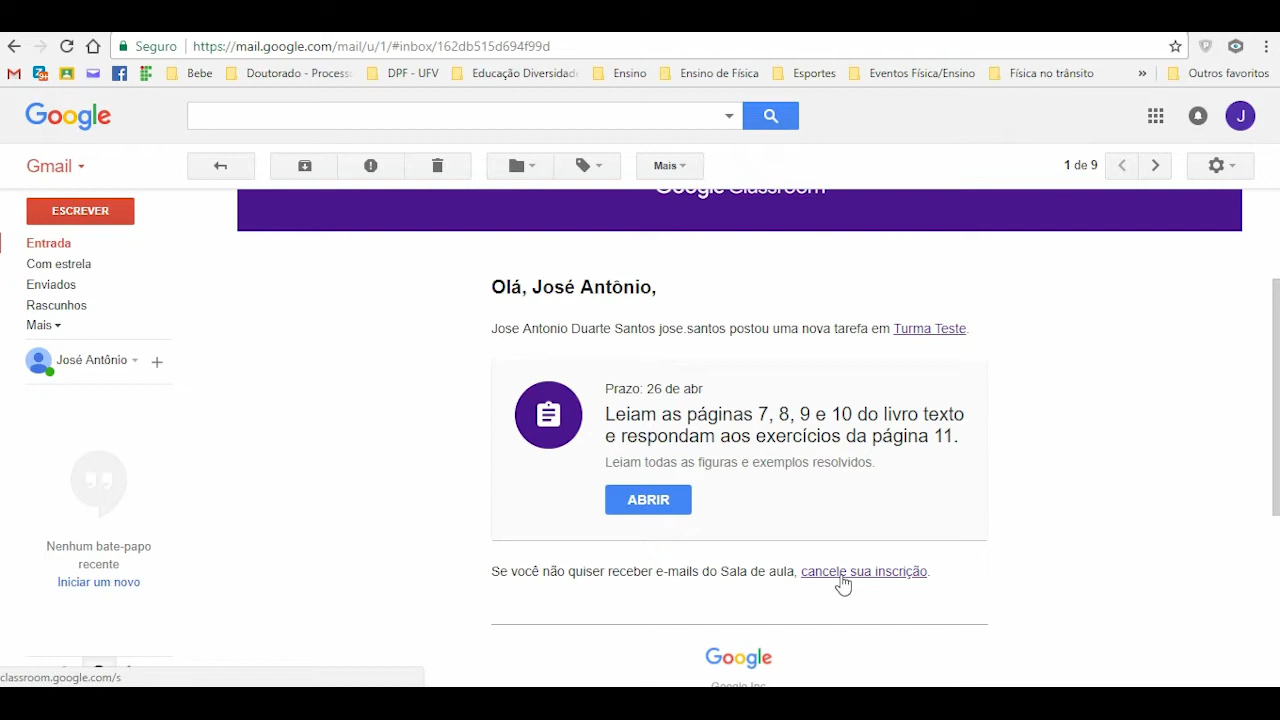 Seguro https://mail.google.com/mail/u/1/#inbox/162db515d694f99d
Bebe Doutorado - Process DPF - UFV Educação Diversidad Ensino Ensino de Física Esportes Eventos Física/Ensino Física no trânsito » Outros favoritos
Google J
Gmail Mais 1 de 9
Google Classroom
ESCREVER
Entrada
Com estrela
Enviados
Rascunhos
Mais
José Antônio
Olá, José Antônio,
Jose Antonio Duarte Santos jose.santos postou uma nova tarefa em Turma Teste.
Prazo: 26 de abr
Leiam as páginas 7, 8, 9 e 10 do livro texto
e respondam aos exercícios da página 11.
Leiam todas as figuras e exemplos resolvidos.
ABRIR
Nenhum bate-papo
recente
Iniciar um novo
Se você não quiser receber e-mails do Sala de aula, cancele sua inscrição.
Google
Google Inc.
classroom.google.com/s